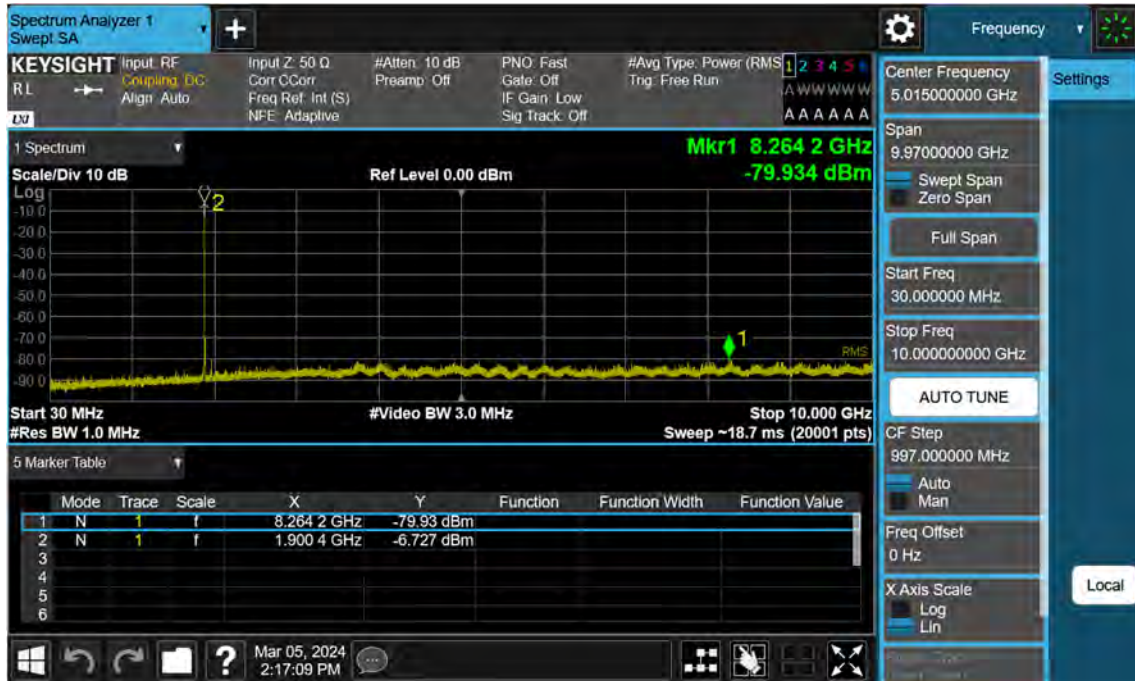 Spectrum Analyzer 1
Swept SA
+
Frequency
KEYSIGHT Input: RF Input Z: 50 Ω #Atten: 10 dB PNO: Fast #Avg Type: Power (RMS 1 2 3 4 5 6
RL Coupling: DC Corr CCorr Preamp: Off Gate: Off Trig: Free Run A W W W W W
Align: Auto Freq Ref: Int (S) IF Gain: Low
LXI NFE: Adaptive Sig Track: Off A A A A A A
1 Spectrum
Mkr1 8.264 2 GHz
Scale/Div 10 dB Ref Level 0.00 dBm -79.934 dBm
Log
2
-10.0
-20.0
-30.0
-40.0
-50.0
-60.0
-70.0
1
RMS
-80.0
-90.0
Start 30 MHz #Video BW 3.0 MHz Stop 10.000 GHz
#Res BW 1.0 MHz Sweep ~18.7 ms (20001 pts)
5 Marker Table
Mode Trace Scale X Y Function Function Width Function Value
1 N 1 f 8.264 2 GHz -79.93 dBm
2 N 1 f 1.900 4 GHz -6.727 dBm
3
4
5
6
Mar 05, 2024
2:17:09 PM
?
Center Frequency
5.015000000 GHz
Settings
Span
9.97000000 GHz
Swept Span
Zero Span
Full Span
Start Freq
30.000000 MHz
Stop Freq
10.000000000 GHz
AUTO TUNE
CF Step
997.000000 MHz
Auto
Man
Freq Offset
0 Hz
X Axis Scale
Log
Lin
Local